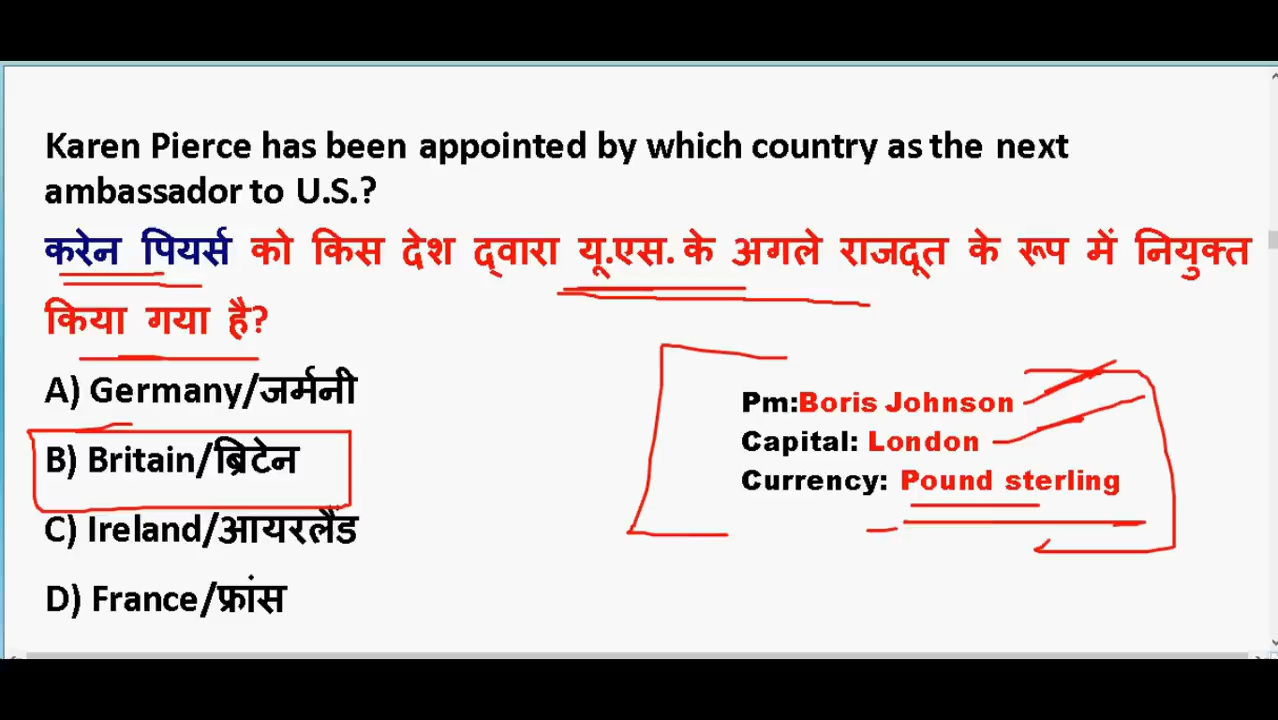 Karen Pierce has been appointed by which country as the next
ambassador to U.S.?
करेन पियर्स को किस देश द्वारा यू.एस. के अगले राजदूत के रूप में नियुक्त
किया गया है?
A) Germany/जर्मनी
B) Britain/ब्रिटेन
C) Ireland/आयरलैंड
D) France/फ्रांस
Pm:Boris Johnson
Capital: London
Currency: Pound sterling